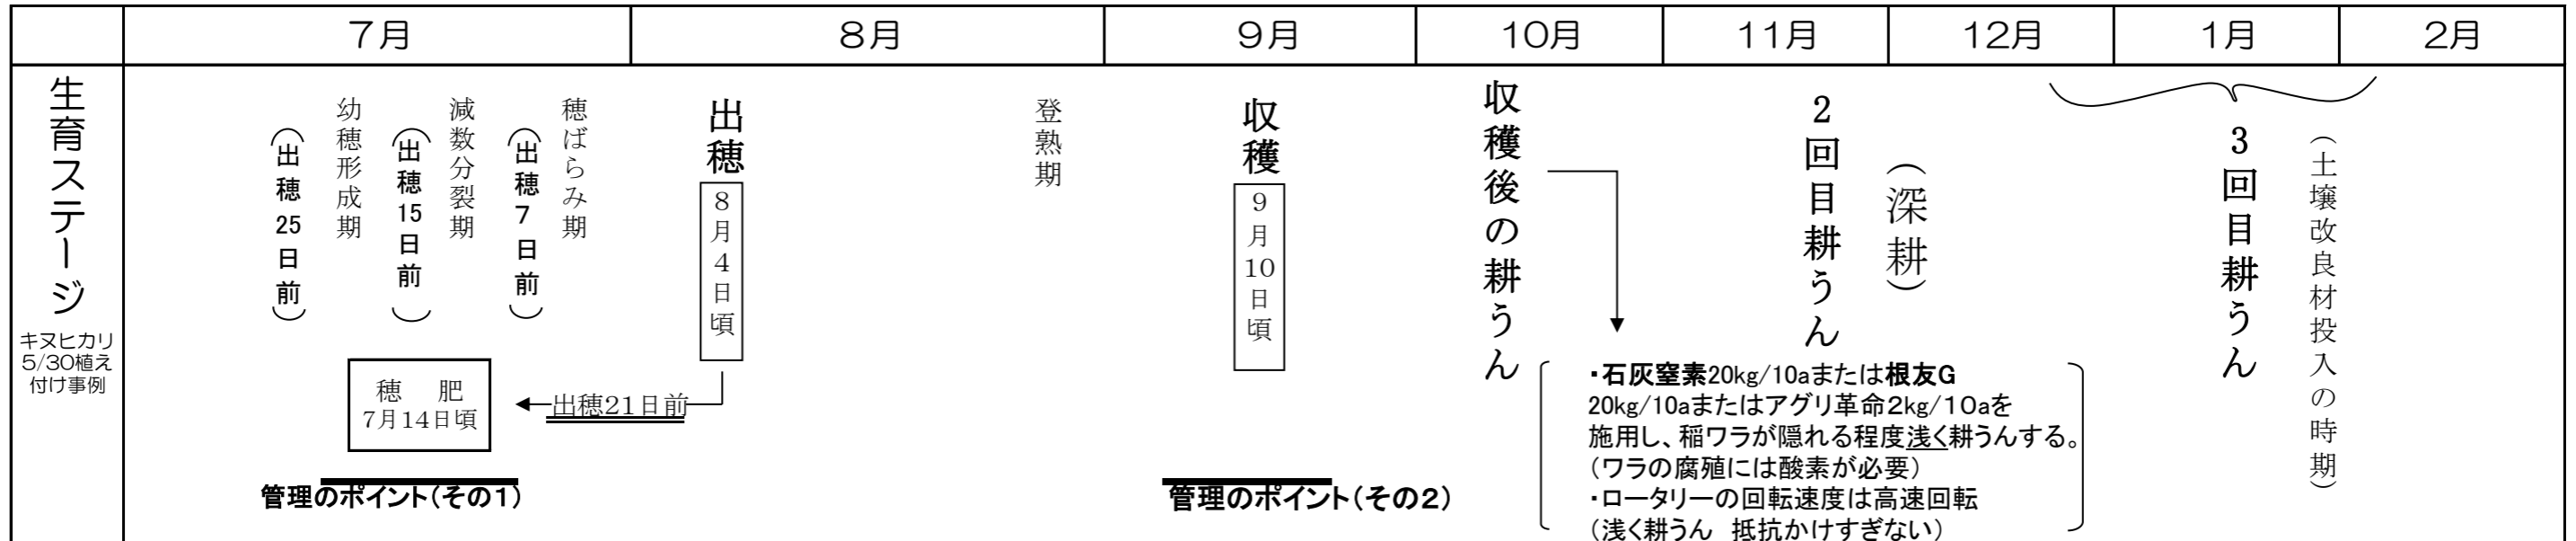 7月
8月
9月
10月
11月
12月
1月
2月
生育ステージ
キヌヒカリ
5/30植え
付け事例
幼穂形成期
（出穂25日前）
減数分裂期
（出穂15日前）
穂ばらみ期
（出穂7日前）
穂　肥
7月14日頃
出穂21日前
管理のポイント（その1）
出穂
8月4日頃
登熟期
収穫
9月10日頃
管理のポイント（その2）
収穫後の耕うん
・石灰窒素20kg/10aまたは根友G
20kg/10aまたはアグリ革命2kg/10aを
施用し、稲ワラが隠れる程度浅く耕うんする。
（ワラの腐殖には酸素が必要）
・ロータリーの回転速度は高速回転
（浅く耕うん 抵抗かけすぎない）
2回目耕うん
（深耕）
3回目耕うん
（土壌改良材投入の時期）